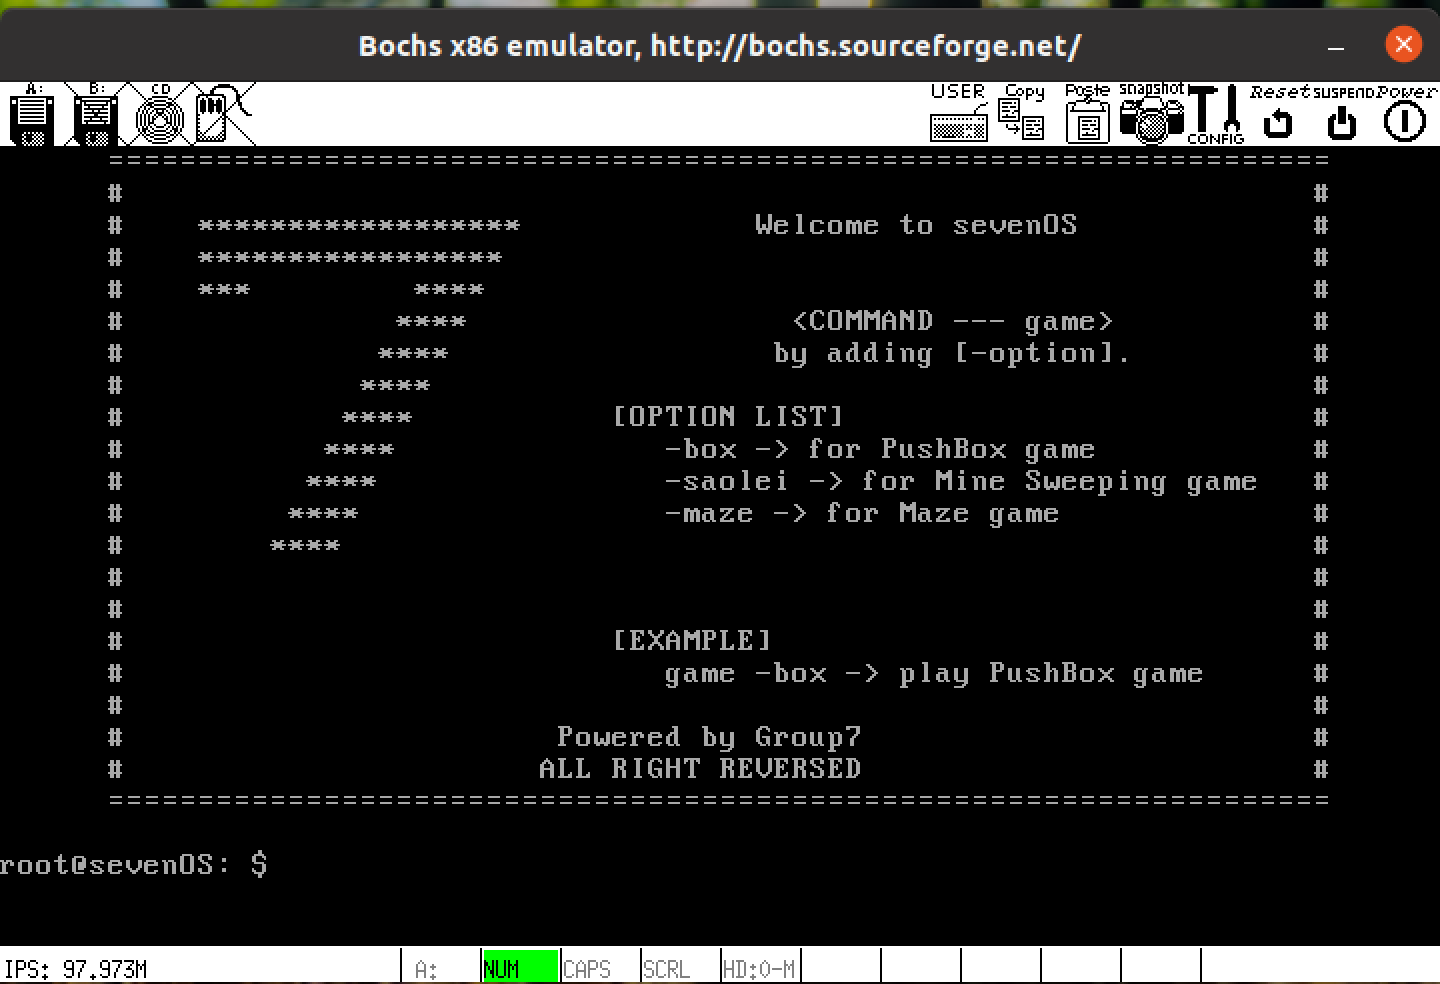 Bochs x86 emulator, http://bochs.sourceforge.net/
A: B: CD USER Copy Paste snapshot CONFIG Reset SUSPEND Power
====================================================================
# #
# ****************** Welcome to sevenOS #
# ***************** #
# *** **** #
# **** <COMMAND --- game> #
# **** by adding [-option]. #
# **** #
# **** [OPTION LIST] #
# **** -box -> for PushBox game #
# **** -saolei -> for Mine Sweeping game #
# **** -maze -> for Maze game #
# **** #
# #
# #
# [EXAMPLE] #
# game -box -> play PushBox game #
# #
# Powered by Group7 #
# ALL RIGHT REVERSED #
====================================================================
root@sevenOS: $
IPS: 97.973M A: NUM CAPS SCRL HD:0-M